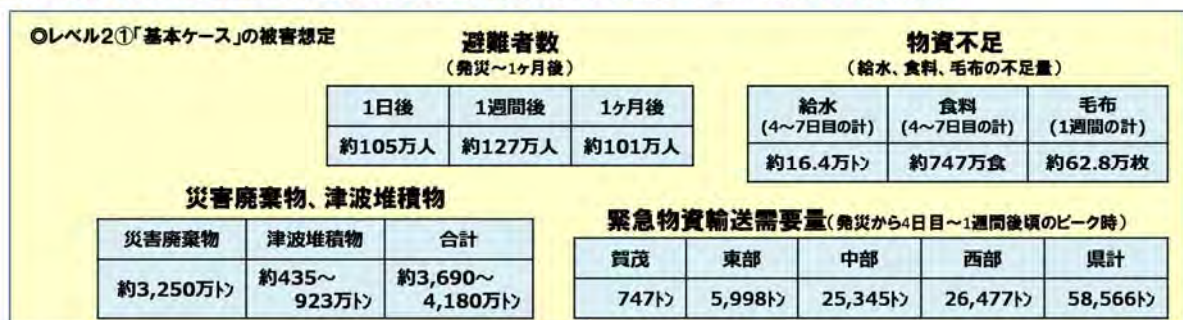 ◎レベル2①「基本ケース」の被害想定
避難者数
（発災～1ヶ月後）
1日後 1週間後 1ヶ月後
約105万人 約127万人 約101万人
物資不足
（給水、食料、毛布の不足量）
給水 食料 毛布
(4～7日目の計) (4～7日目の計) (1週間の計)
約16.4万㌧ 約747万食 約62.8万枚
災害廃棄物、津波堆積物
災害廃棄物 津波堆積物 合計
約3,250万㌧ 約435～ 約3,690～
923万㌧ 4,180万㌧
緊急物資輸送需要量（発災から4日目～1週間後頃のピーク時）
賀茂 東部 中部 西部 県計
747㌧ 5,998㌧ 25,345㌧ 26,477㌧ 58,566㌧